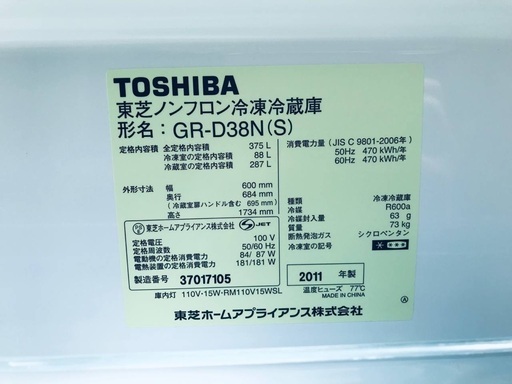 TOSHIBA
東芝ノンフロン冷凍冷蔵庫
形名：GR-D38N(S)
定格内容積 全定格内容積 375 L
冷凍室の定格内容積 88 L
冷蔵室の定格内容積 287 L
消費電力量 (JIS C 9801-2006年)
50Hz 470 kWh/年
60Hz 470 kWh/年
外形寸法 幅 600 mm
奥行 684 mm
(冷蔵室扉ハンドル含む 695 mm)
高さ 1734 mm
種類 冷凍冷蔵庫
冷媒 R600a
冷媒封入量 63 g
質量 73 kg
断熱発泡ガス シクロペンタン
冷凍室の記号
東芝ホームアプライアンス株式会社 S JET
定格電圧 100 V
定格周波数 50/60 Hz
電動機の定格消費電力 84/ 87 W
電熱装置の定格消費電力 181/181 W
製造番号 37017105
2011 年製
庫内灯 110V-15W-RM110V15WSL
温度ヒューズ 77℃
MADE IN CHINA
東芝ホームアプライアンス株式会社
Ⓐ